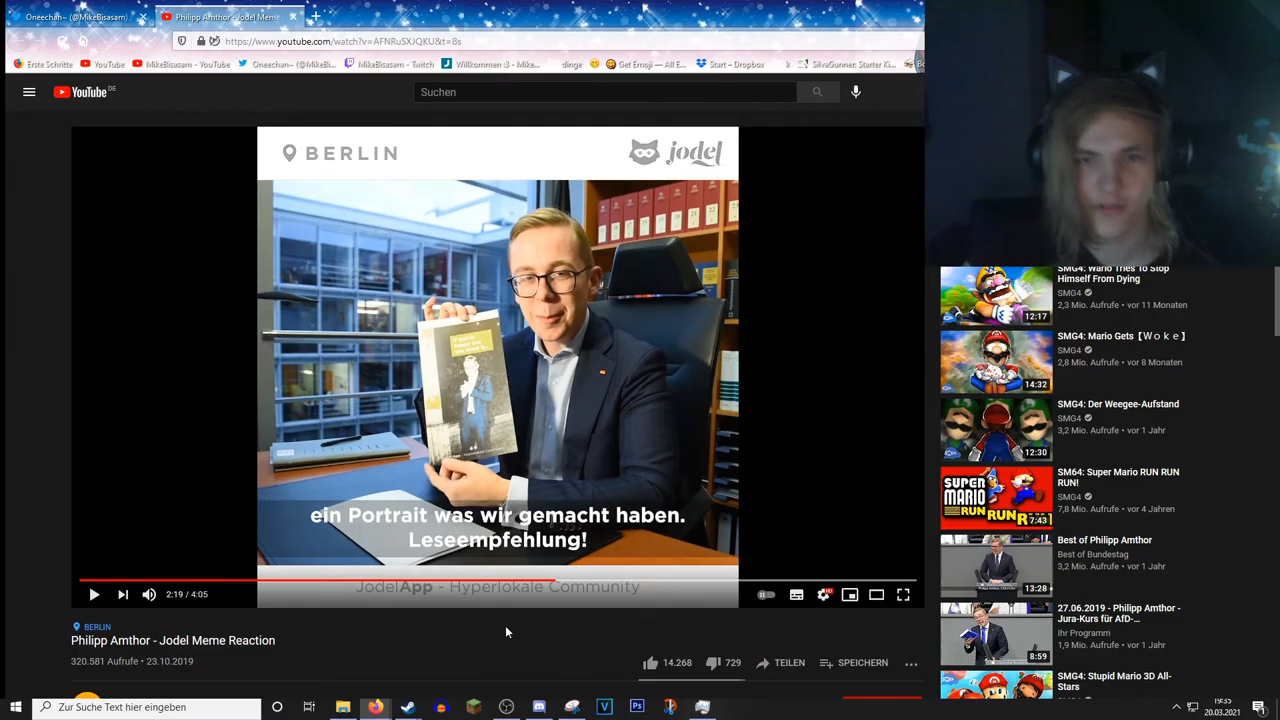 Oneechan~ (@MikeBisasam)
Philipp Amthor - Jodel Meme
https://www.youtube.com/watch?v=AFNRuSXJQKU&t=8s
Erste Schritte
YouTube
MikeBisasam - YouTube
Oneechan~ (@MikeBi...
MikeBisasam - Twitch
Willkommen :3 - Mike...
dinge
Get Emoji — All E...
Start – Dropbox
k
SilvaGunner: Starter Ki...
YouTube DE
Suchen
BERLIN
jodel
ein Portrait was wir gemacht haben.
Leseempfehlung!
JodelApp - Hyperlokale Community
2:19 / 4:05
BERLIN
Philipp Amthor - Jodel Meme Reaction
320.581 Aufrufe • 23.10.2019
14.268
729
TEILEN
SPEICHERN
SMG4: Wario Tries To Stop
Himself From Dying
SMG4
2,3 Mio. Aufrufe • vor 11 Monaten
12:17
SMG4: Mario Gets【Ｗｏｋｅ】
SMG4
2,8 Mio. Aufrufe • vor 8 Monaten
14:32
SMG4: Der Weegee-Aufstand
SMG4
3,2 Mio. Aufrufe • vor 1 Jahr
12:30
SM64: Super Mario RUN RUN
RUN!
SMG4
7,8 Mio. Aufrufe • vor 4 Jahren
SUPER
MARIO
RUN
RUN
7:43
Best of Philipp Amthor
Best of Bundestag
3,2 Mio. Aufrufe • vor 1 Jahr
13:28
27.06.2019 - Philipp Amthor -
Jura-Kurs für AfD-...
Ihr Programm
1,9 Mio. Aufrufe • vor 1 Jahr
8:59
SMG4: Stupid Mario 3D All-
Stars
Zur Suche Text hier eingeben
19:35
20.03.2021